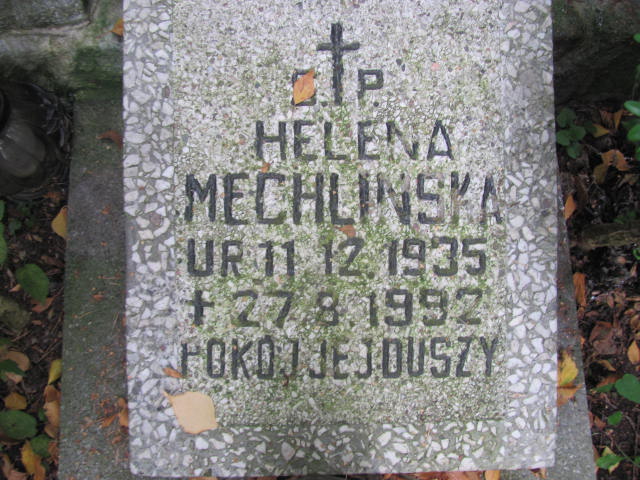 Ś. P.
HELENA
MECHLIŃSKA
UR 11 12. 1935
+ 27.8.1992
POKÓJ JEJ DUSZY